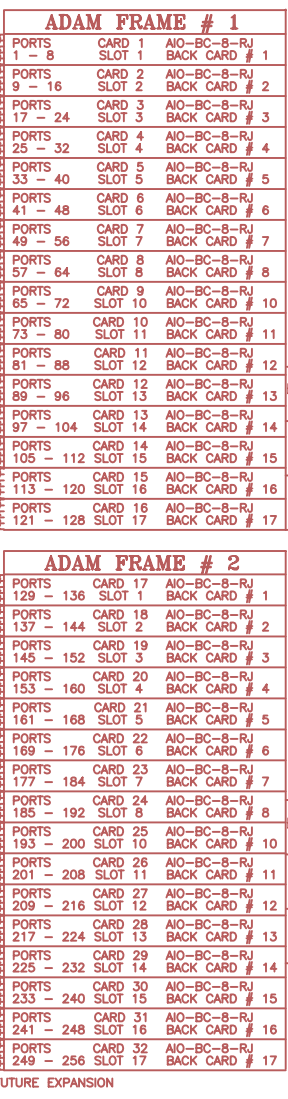 ADAM FRAME # 1
PORTS CARD 1 AIO-BC-8-RJ
1 - 8 SLOT 1 BACK CARD # 1
PORTS CARD 2 AIO-BC-8-RJ
9 - 16 SLOT 2 BACK CARD # 2
PORTS CARD 3 AIO-BC-8-RJ
17 - 24 SLOT 3 BACK CARD # 3
PORTS CARD 4 AIO-BC-8-RJ
25 - 32 SLOT 4 BACK CARD # 4
PORTS CARD 5 AIO-BC-8-RJ
33 - 40 SLOT 5 BACK CARD # 5
PORTS CARD 6 AIO-BC-8-RJ
41 - 48 SLOT 6 BACK CARD # 6
PORTS CARD 7 AIO-BC-8-RJ
49 - 56 SLOT 7 BACK CARD # 7
PORTS CARD 8 AIO-BC-8-RJ
57 - 64 SLOT 8 BACK CARD # 8
PORTS CARD 9 AIO-BC-8-RJ
65 - 72 SLOT 10 BACK CARD # 10
PORTS CARD 10 AIO-BC-8-RJ
73 - 80 SLOT 11 BACK CARD # 11
PORTS CARD 11 AIO-BC-8-RJ
81 - 88 SLOT 12 BACK CARD # 12
PORTS CARD 12 AIO-BC-8-RJ
89 - 96 SLOT 13 BACK CARD # 13
PORTS CARD 13 AIO-BC-8-RJ
97 - 104 SLOT 14 BACK CARD # 14
PORTS CARD 14 AIO-BC-8-RJ
105 - 112 SLOT 15 BACK CARD # 15
PORTS CARD 15 AIO-BC-8-RJ
113 - 120 SLOT 16 BACK CARD # 16
PORTS CARD 16 AIO-BC-8-RJ
121 - 128 SLOT 17 BACK CARD # 17
ADAM FRAME # 2
PORTS CARD 17 AIO-BC-8-RJ
129 - 136 SLOT 1 BACK CARD # 1
PORTS CARD 18 AIO-BC-8-RJ
137 - 144 SLOT 2 BACK CARD # 2
PORTS CARD 19 AIO-BC-8-RJ
145 - 152 SLOT 3 BACK CARD # 3
PORTS CARD 20 AIO-BC-8-RJ
153 - 160 SLOT 4 BACK CARD # 4
PORTS CARD 21 AIO-BC-8-RJ
161 - 168 SLOT 5 BACK CARD # 5
PORTS CARD 22 AIO-BC-8-RJ
169 - 176 SLOT 6 BACK CARD # 6
PORTS CARD 23 AIO-BC-8-RJ
177 - 184 SLOT 7 BACK CARD # 7
PORTS CARD 24 AIO-BC-8-RJ
185 - 192 SLOT 8 BACK CARD # 8
PORTS CARD 25 AIO-BC-8-RJ
193 - 200 SLOT 10 BACK CARD # 10
PORTS CARD 26 AIO-BC-8-RJ
201 - 208 SLOT 11 BACK CARD # 11
PORTS CARD 27 AIO-BC-8-RJ
209 - 216 SLOT 12 BACK CARD # 12
PORTS CARD 28 AIO-BC-8-RJ
217 - 224 SLOT 13 BACK CARD # 13
PORTS CARD 29 AIO-BC-8-RJ
225 - 232 SLOT 14 BACK CARD # 14
PORTS CARD 30 AIO-BC-8-RJ
233 - 240 SLOT 15 BACK CARD # 15
PORTS CARD 31 AIO-BC-8-RJ
241 - 248 SLOT 16 BACK CARD # 16
PORTS CARD 32 AIO-BC-8-RJ
249 - 256 SLOT 17 BACK CARD # 17
UTURE EXPANSION